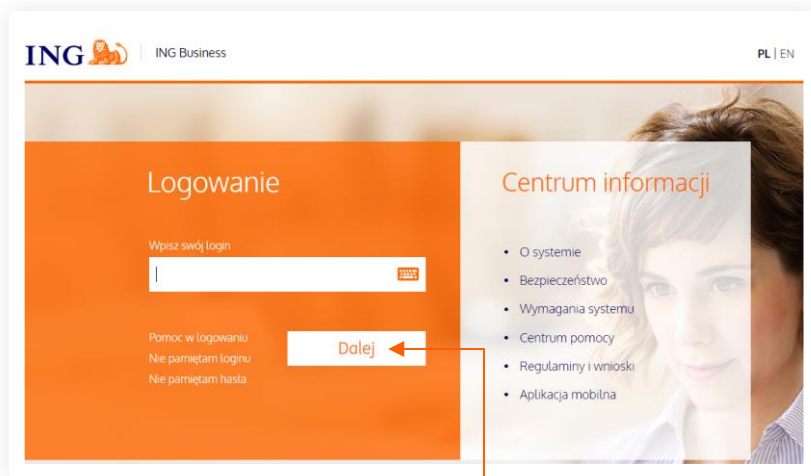 ING
ING Business
PL | EN
Logowanie
Wpisz swój login
Pomoc w logowaniu
Nie pamiętam loginu
Nie pamiętam hasła
Dalej
Centrum informacji
• O systemie
• Bezpieczeństwo
• Wymagania systemu
• Centrum pomocy
• Regulaminy i wnioski
• Aplikacja mobilna